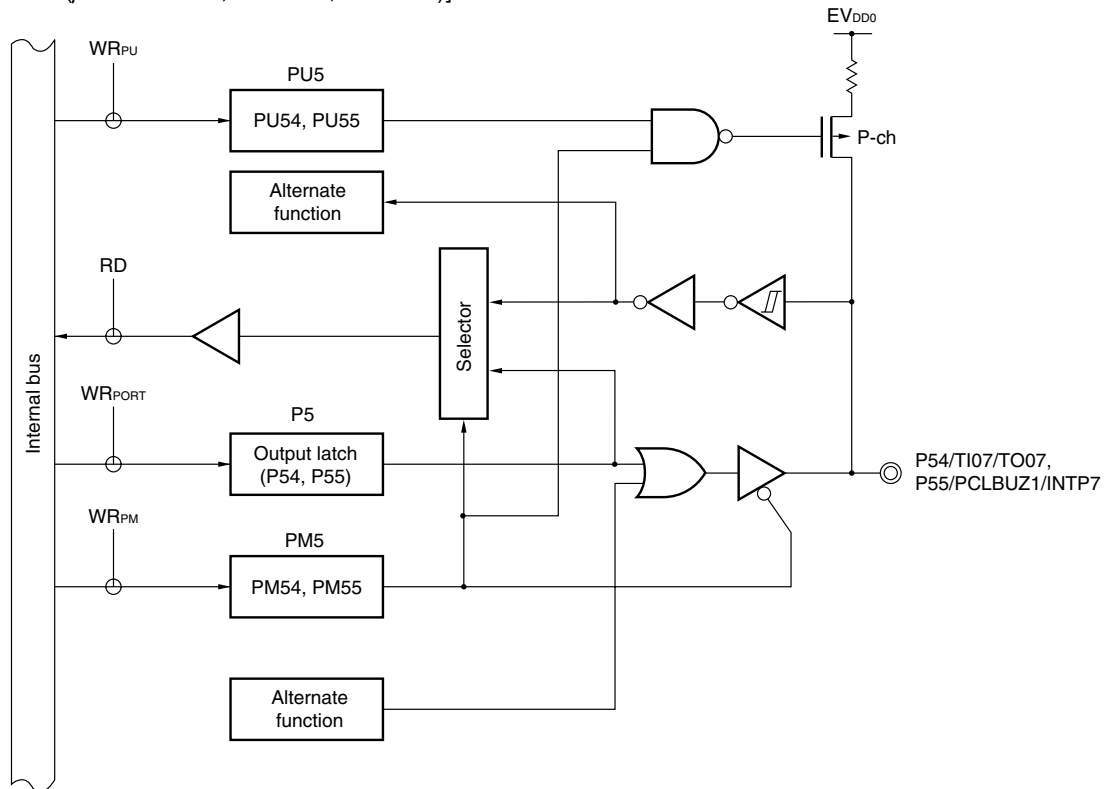 EVDD0
WRPU
PU5
PU54, PU55
P-ch
Alternate
function
RD
Selector
Internal bus
WRPORT
P5
Output latch
(P54, P55)
P54/TI07/TO07,
P55/PCLBUZ1/INTP7
WRPM
PM5
PM54, PM55
Alternate
function